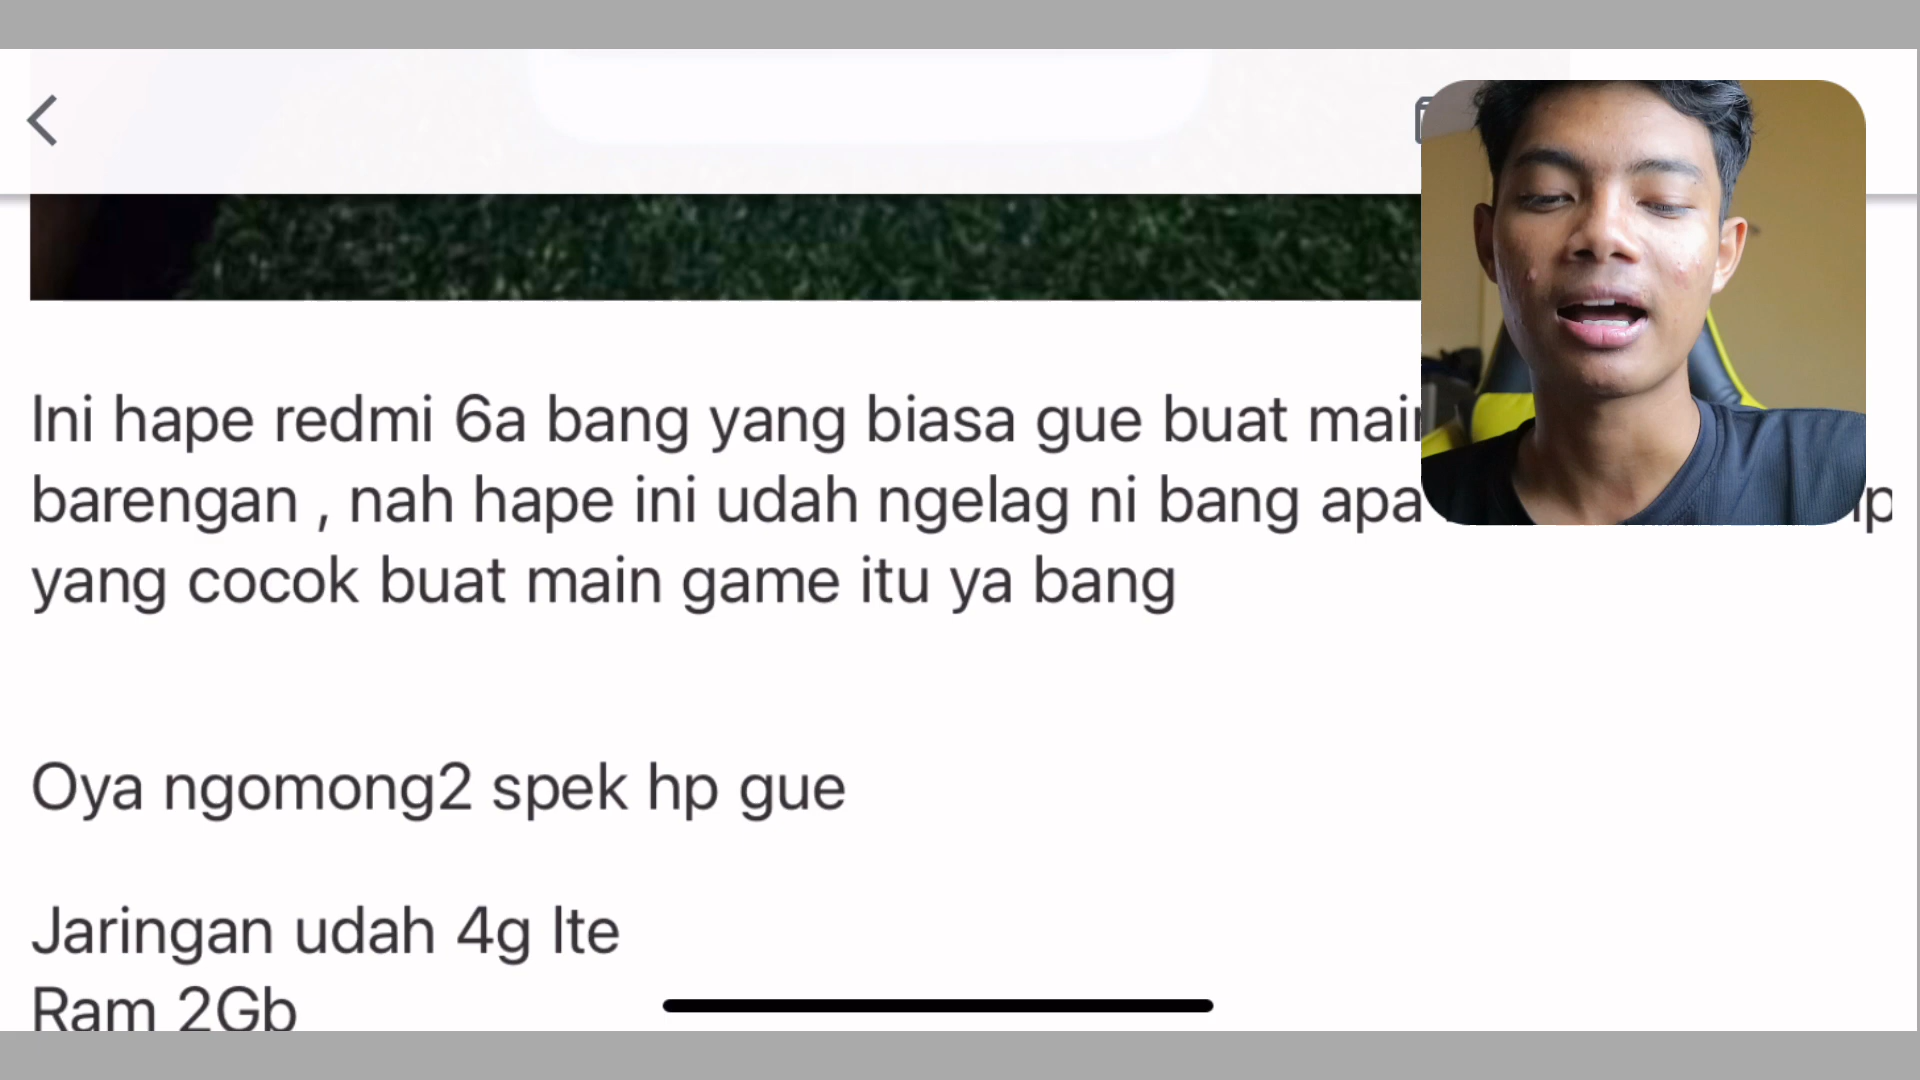 Ini hape redmi 6a bang yang biasa gue buat
barengan , nah hape ini udah ngelag ni bang apa
yang cocok buat main game itu ya bang
Oya ngomong2 spek hp gue
Jaringan udah 4g lte
Ram 2Gb